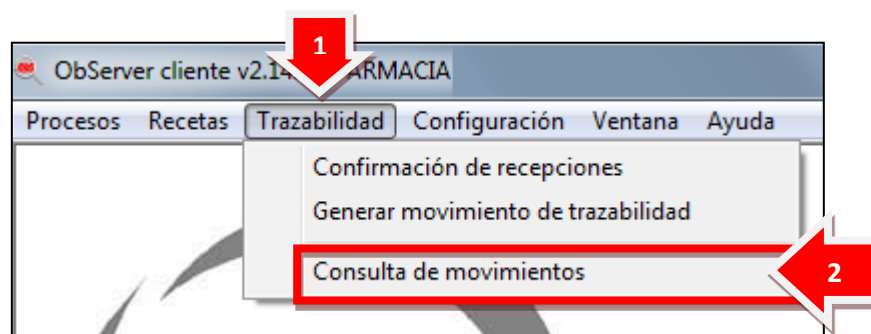 1
ObServer cliente v2.14 FARMACIA
Procesos Recetas Trazabilidad Configuración Ventana Ayuda
Confirmación de recepciones
Generar movimiento de trazabilidad
Consulta de movimientos
2